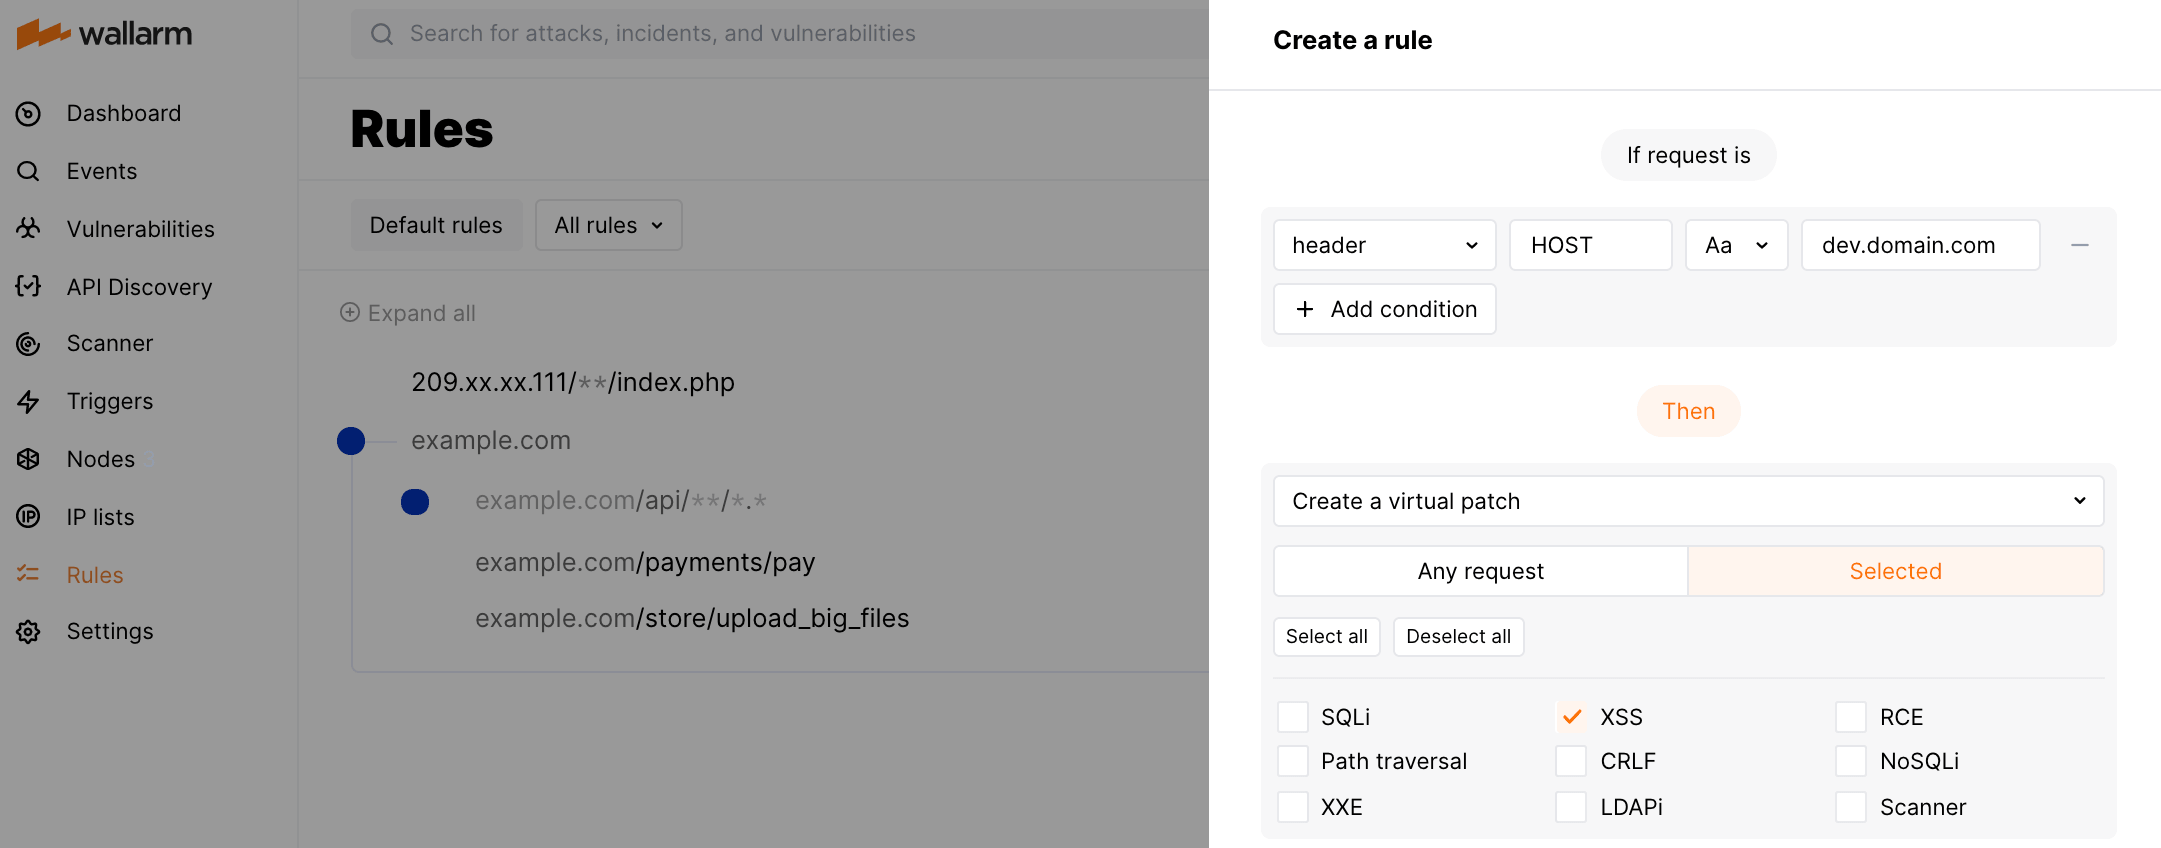 wallarm
Dashboard
Events
Vulnerabilities
API Discovery
Scanner
Triggers
Nodes
IP lists
Rules
Settings
Search for attacks, incidents, and vulnerabilities
Rules
Default rules
All rules
Expand all
209.xx.xx.111/**/index.php
example.com
example.com/api/**/*.*
example.com/payments/pay
example.com/store/upload_big_files
Create a rule
If request is
header HOST Aa dev.domain.com
+ Add condition
Then
Create a virtual patch
Any request Selected
Select all Deselect all
SQLi XSS RCE
Path traversal CRLF NoSQLi
XXE LDAPi Scanner